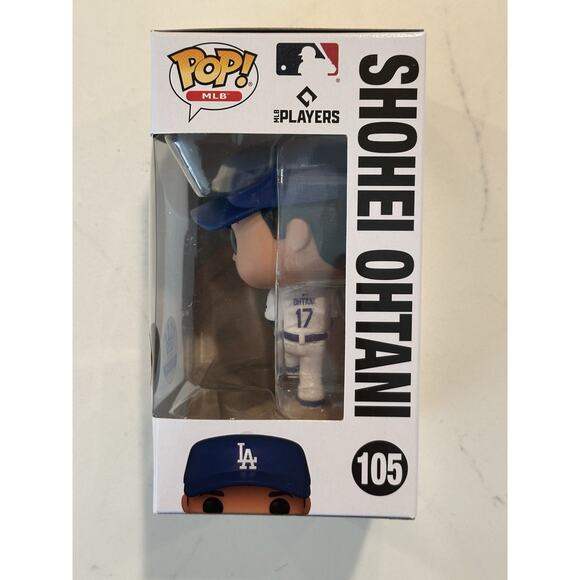 POP!
MLB
MLB PLAYERS
SHOHEI OHTANI
OHTANI
17
LA
105